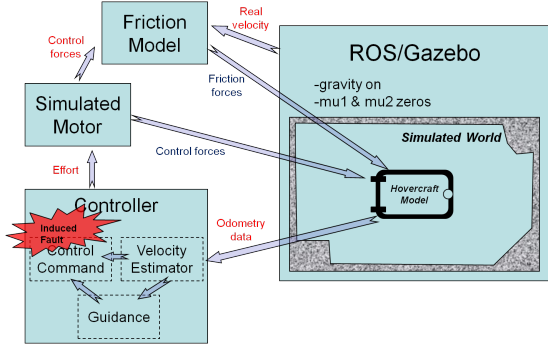 Real
velocity
Friction
Model
Control
forces
ROS/Gazebo
-gravity on
-mu1 & mu2 zeros
Friction
forces
Simulated
Motor
Simulated World
Control forces
Hovercraft
Model
Effort
Controller
Induced
Fault
Odometry
data
Control
Command
Velocity
Estimator
Guidance